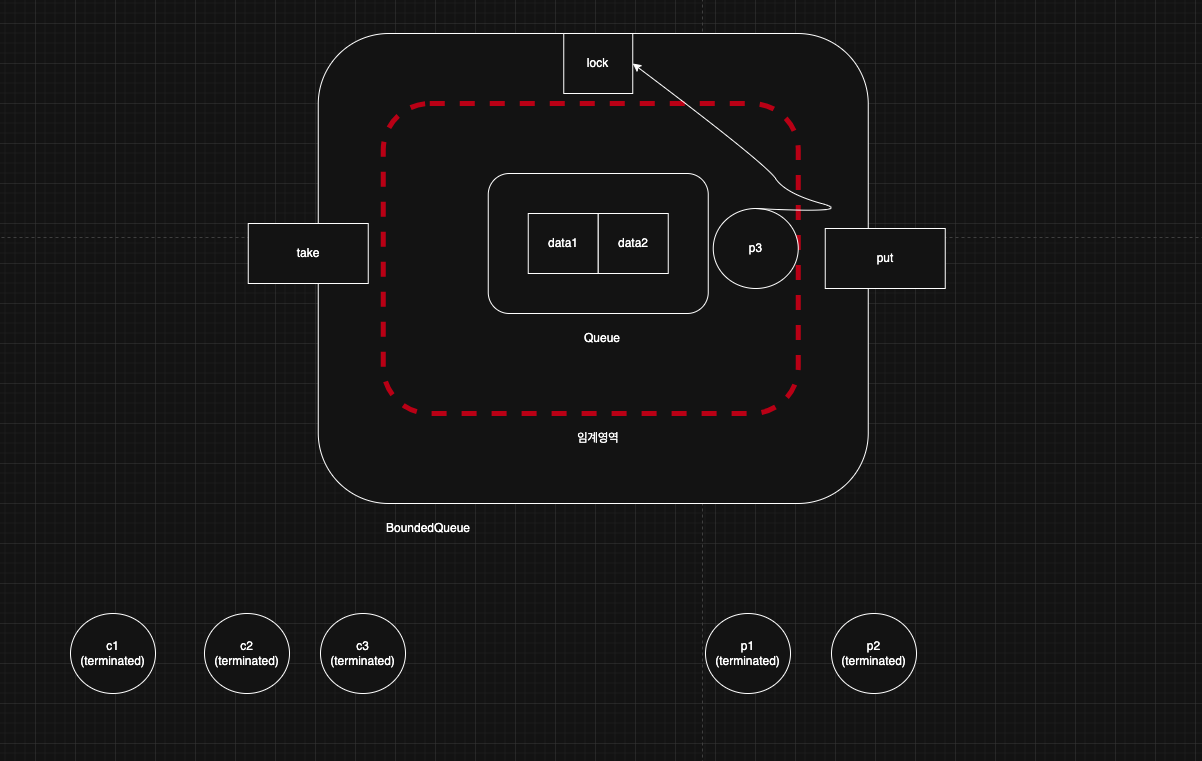 lock
take
data1
data2
p3
put
Queue
임계영역
BoundedQueue
c1
(terminated)
c2
(terminated)
c3
(terminated)
p1
(terminated)
p2
(terminated)